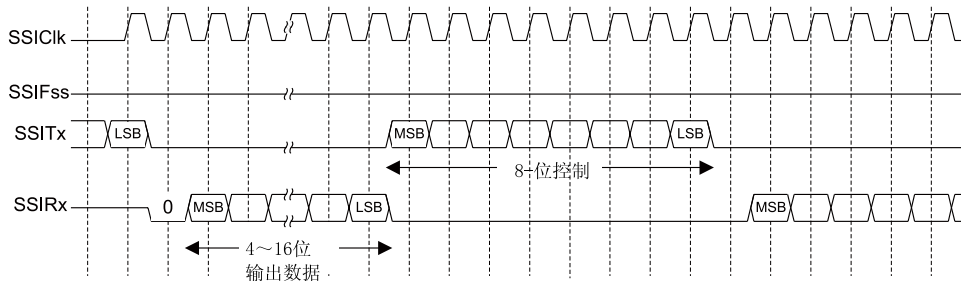 SSIClk
SSIFss
SSITx
LSB
MSB
LSB
8-位控制
SSIRx
0
MSB
LSB
MSB
4～16位
输出数据